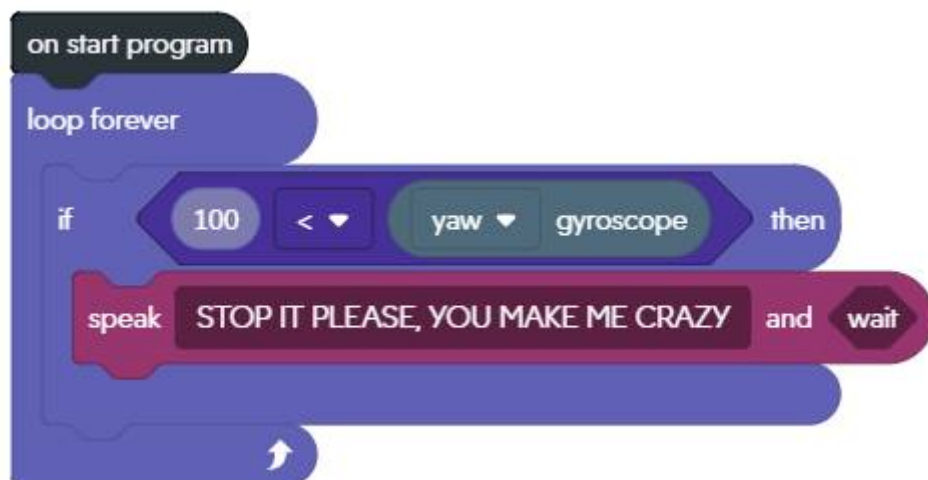 on start program
loop forever
if 100 < yaw gyroscope then
speak STOP IT PLEASE, YOU MAKE ME CRAZY and wait